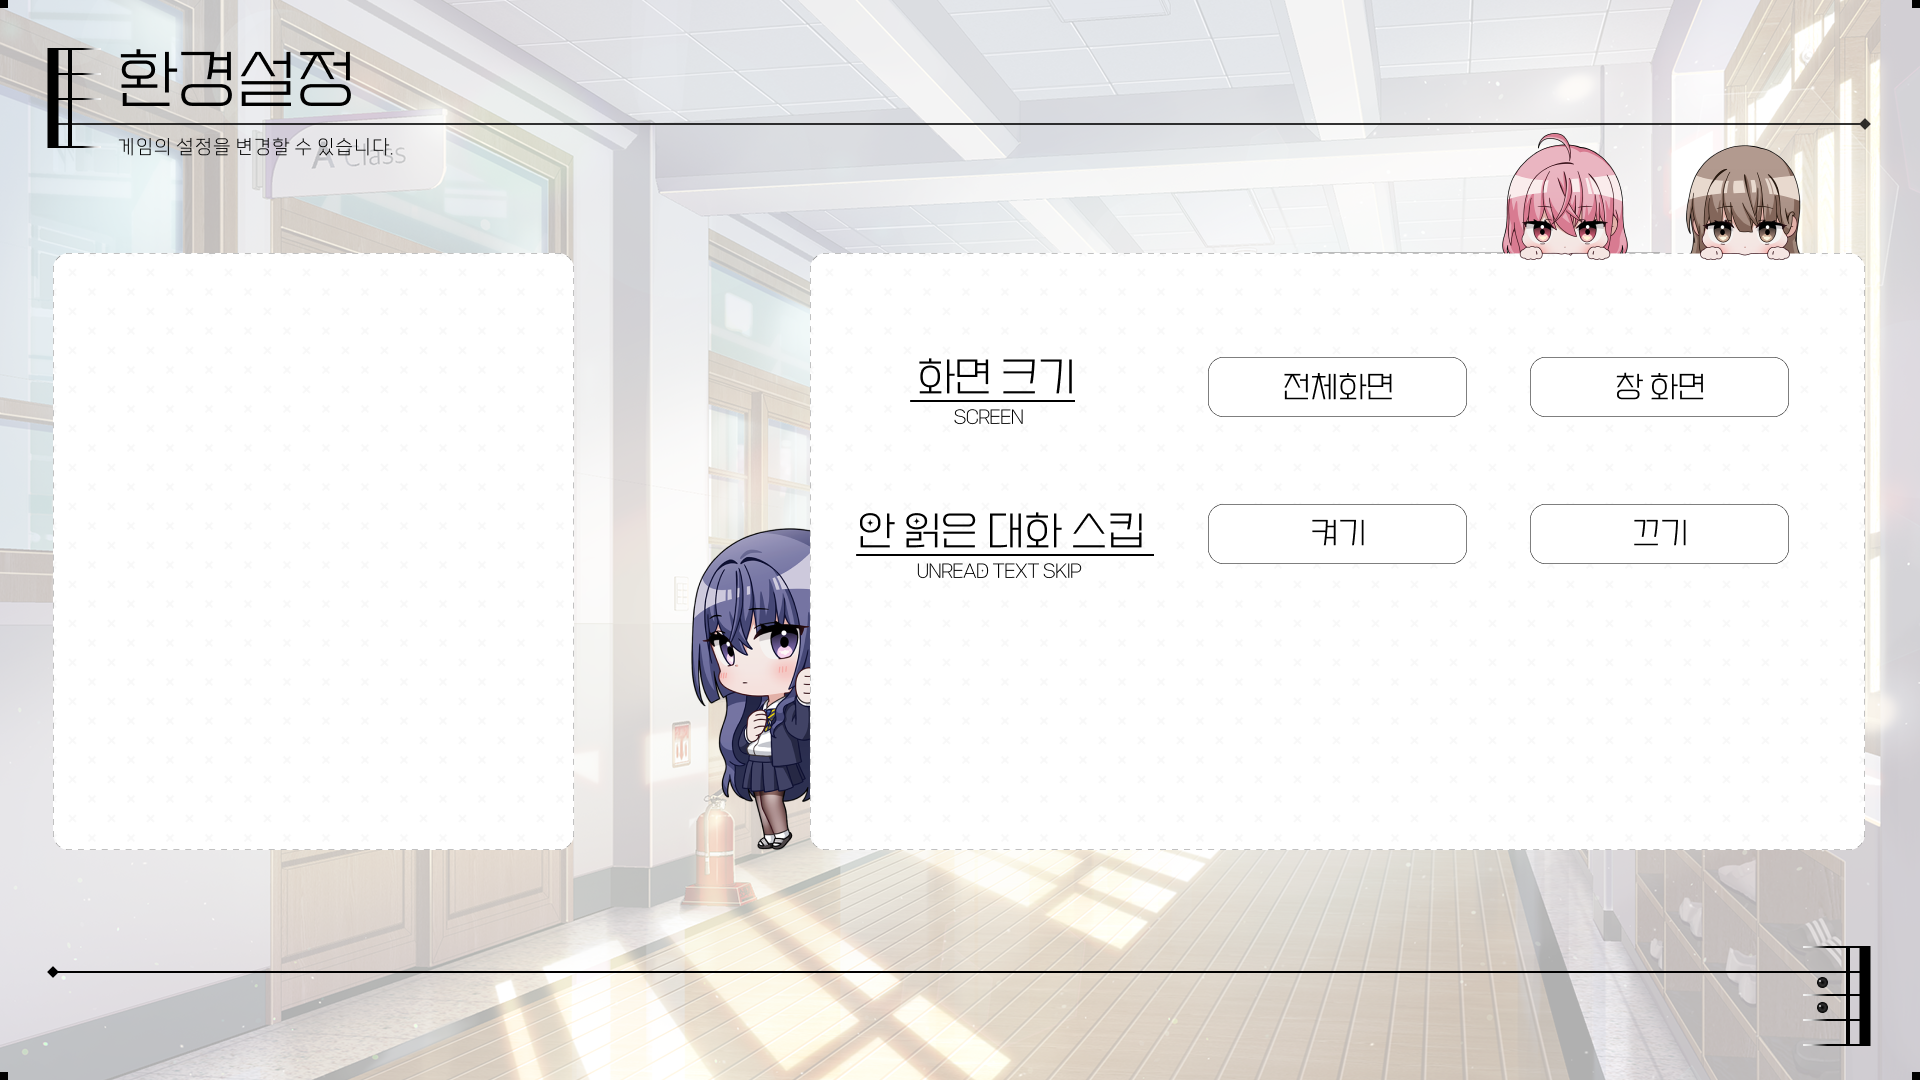 환경설정
게임의 설정을 변경할 수 있습니다.
A Class
화면 크기
SCREEN
전체화면
창 화면
안 읽은 대화 스킵
UNREAD TEXT SKIP
켜기
끄기